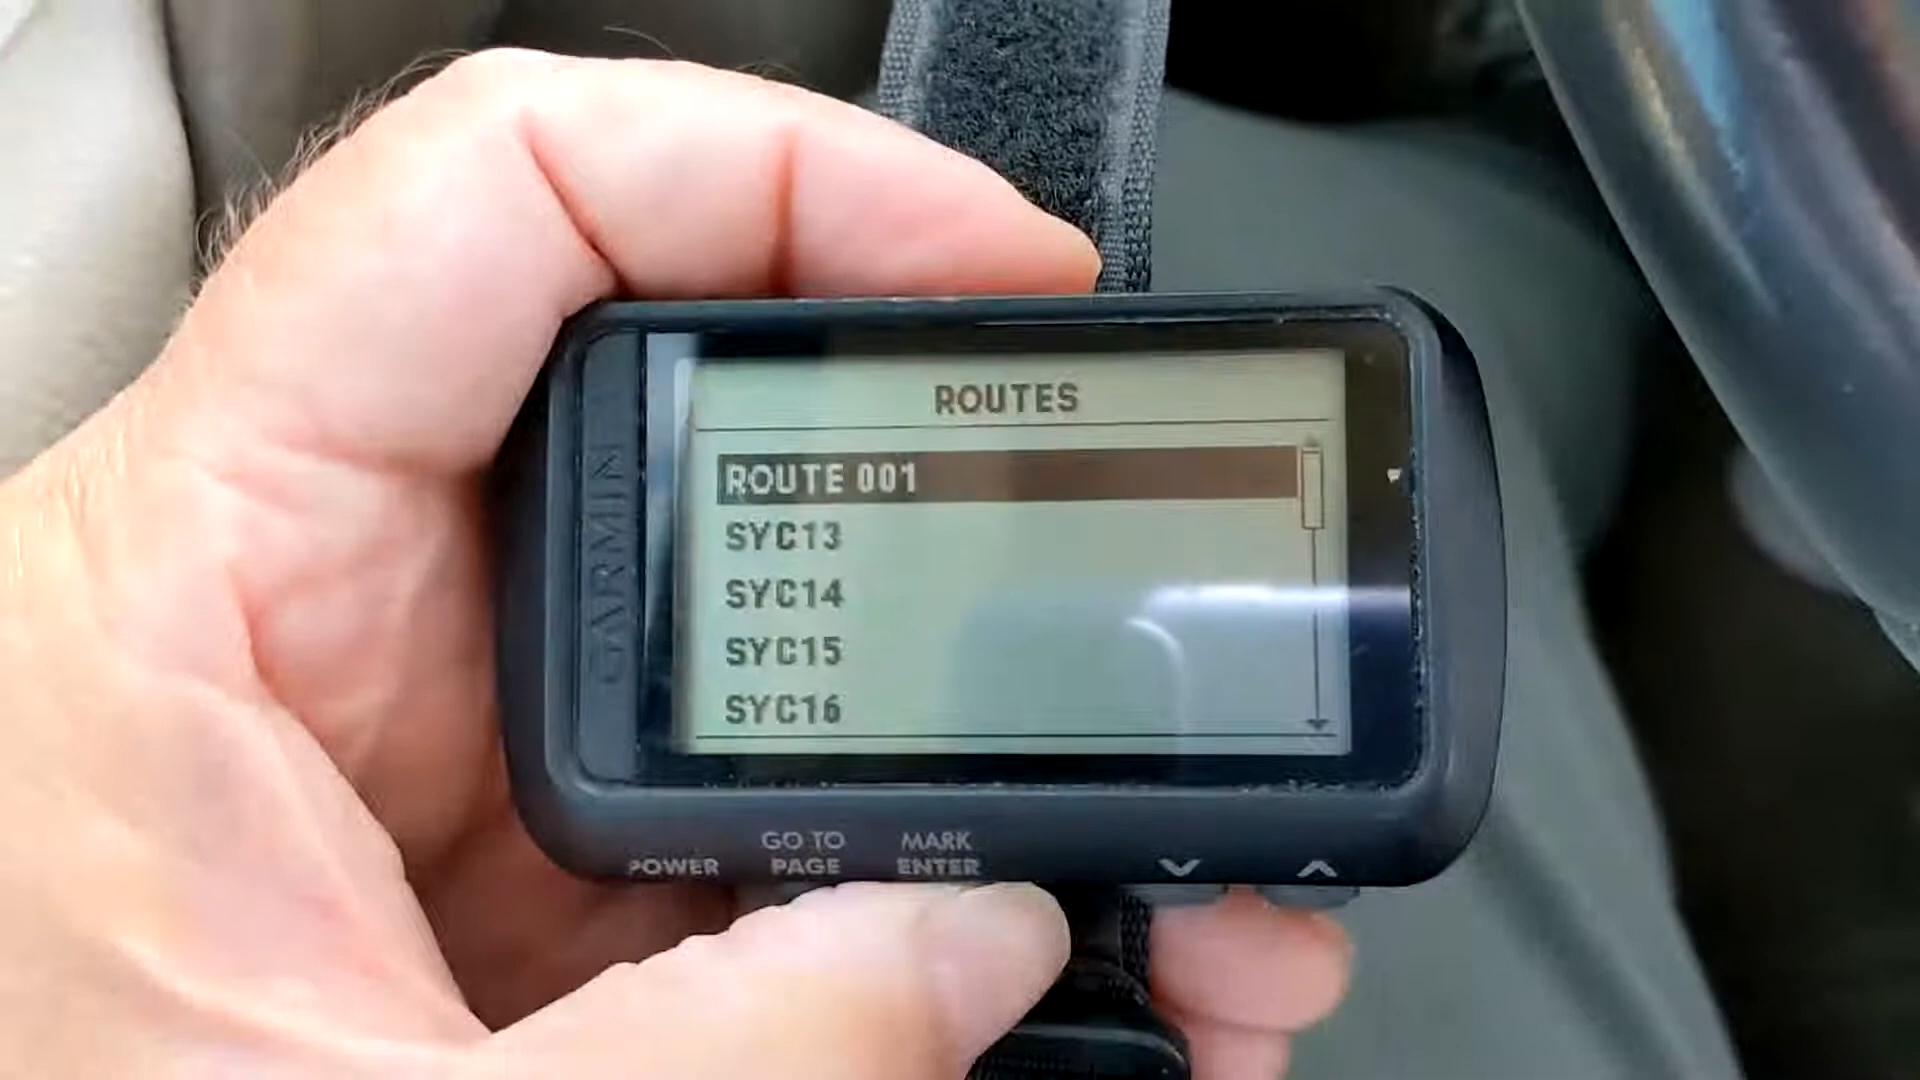 GARMIN
ROUTES
ROUTE 001
SYC13
SYC14
SYC15
SYC16
POWER
GO TO
PAGE
MARK
ENTER